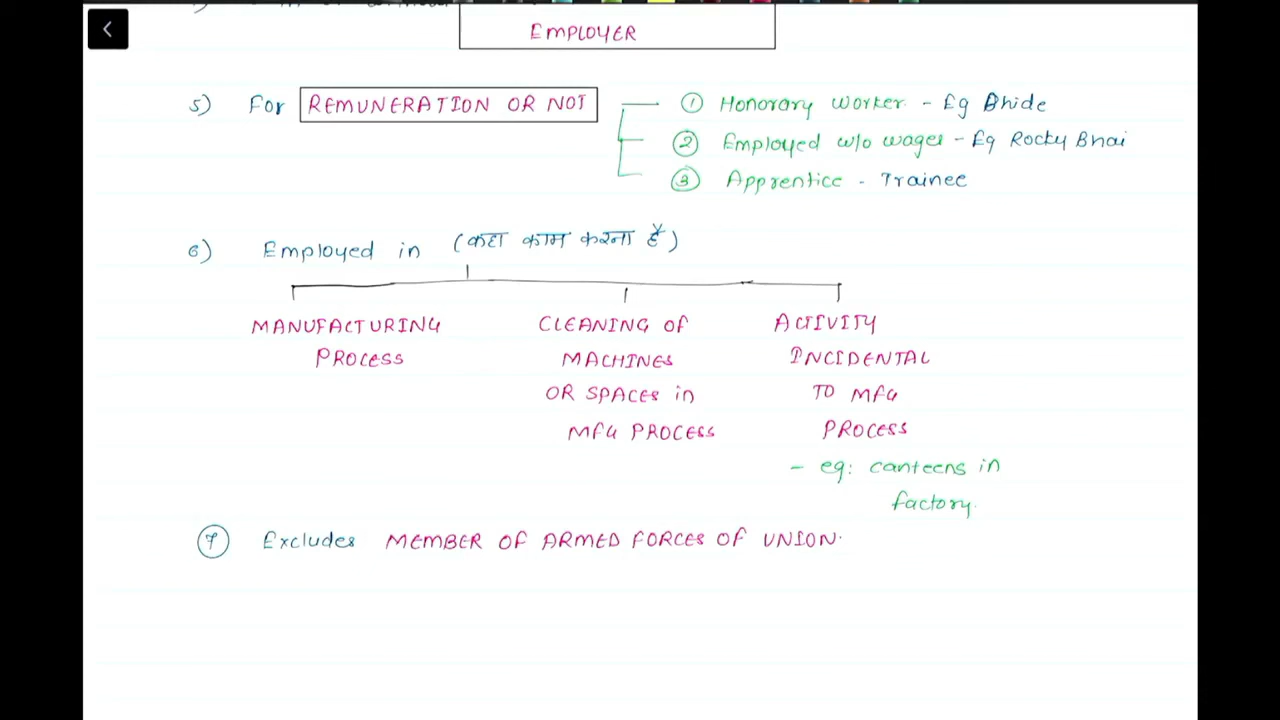 EMPLOYER
5) For REMUNERATION OR NOT
① Honorary worker - Eg Bhide
② Employed w/o wages - Eg Rocky Bhai
③ Apprentice - Trainee
6) Employed in (कहा काम करना है)
MANUFACTURING PROCESS
CLEANING OF MACHINES OR SPACES in MFG PROCESS
ACTIVITY INCIDENTAL TO MFG PROCESS
- eg: canteens in factory.
⑦ Excludes MEMBER OF ARMED FORCES OF UNION.